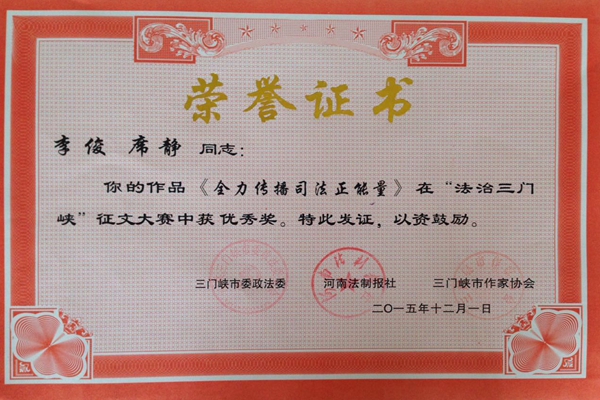 荣誉证书
李俊 席静 同志：
你的作品《全力传播司法正能量》在“法治三门
峡”征文大赛中获优秀奖。特此发证，以资鼓励。
三门峡市委政法委 河南法制报社 三门峡市作家协会
二〇一五年十二月一日